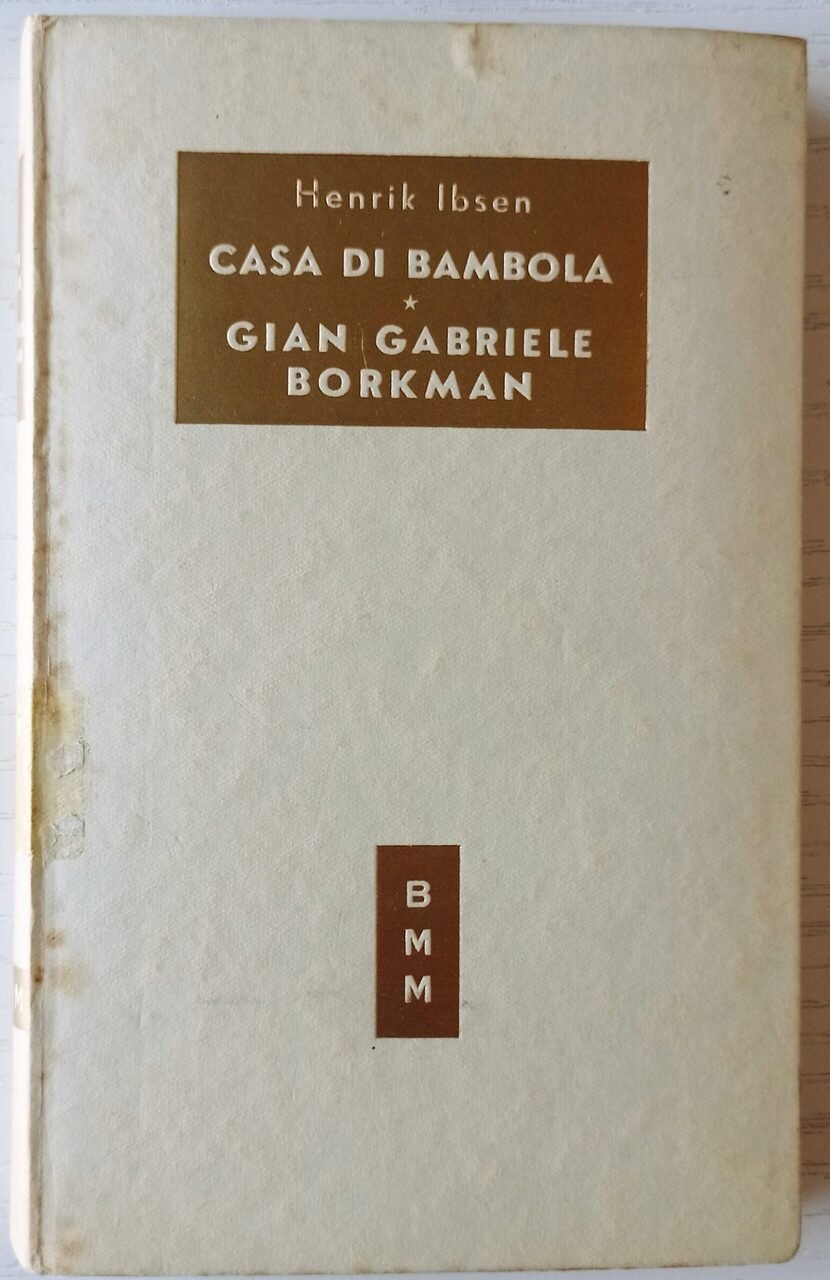 Henrik Ibsen
CASA DI BAMBOLA
★
GIAN GABRIELE
BORKMAN
B
M
M